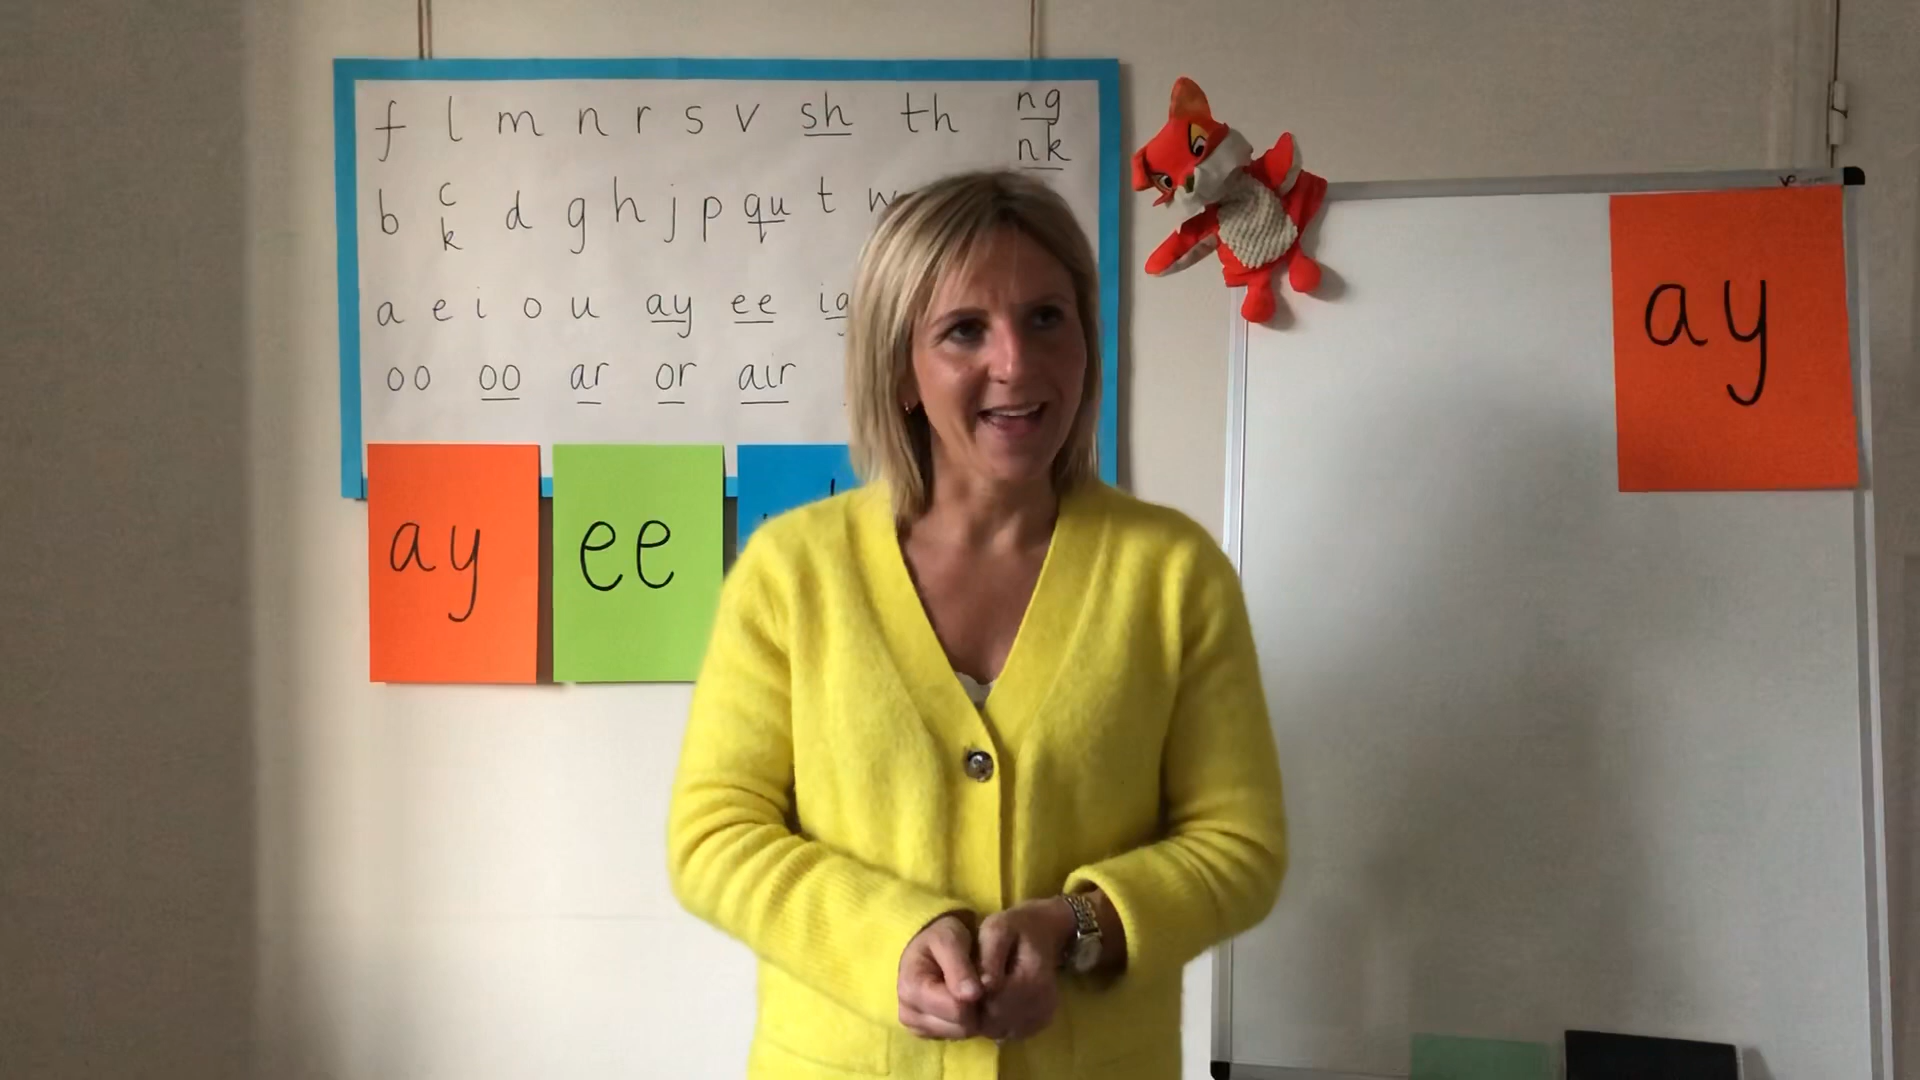 f l m n r s v sh th ng
nk
b c d g h j p qu t
k
a e i o u ay ee
oo oo ar or air
ay ee
ay